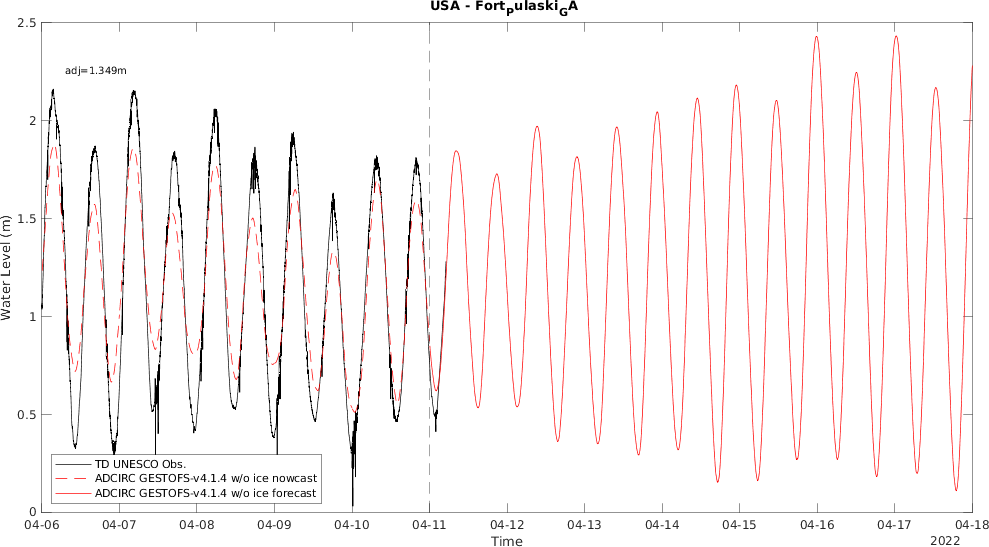 USA - FortPulaskiGA
2.5
adj=1.349m
2
1.5
Water Level (m)
1
0.5
TD UNESCO Obs.
ADCIRC GESTOFS-v4.1.4 w/o ice nowcast
ADCIRC GESTOFS-v4.1.4 w/o ice forecast
0
04-06 04-07 04-08 04-09 04-10 04-11 04-12 04-13 04-14 04-15 04-16 04-17 04-18
Time
2022